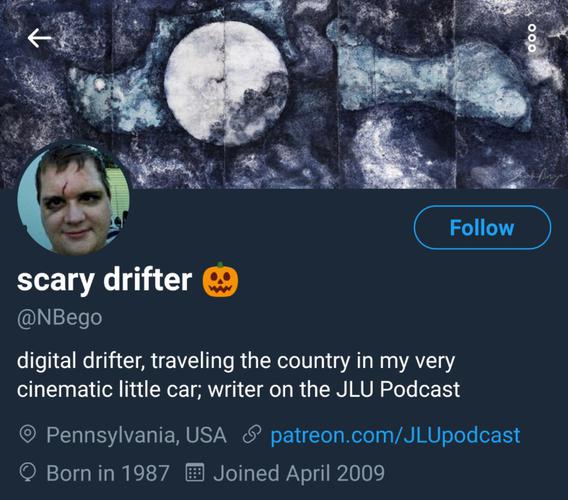 Follow
scary drifter 🎃
@NBego
digital drifter, traveling the country in my very
cinematic little car; writer on the JLU Podcast
Pennsylvania, USA patreon.com/JLUpodcast
Born in 1987 Joined April 2009